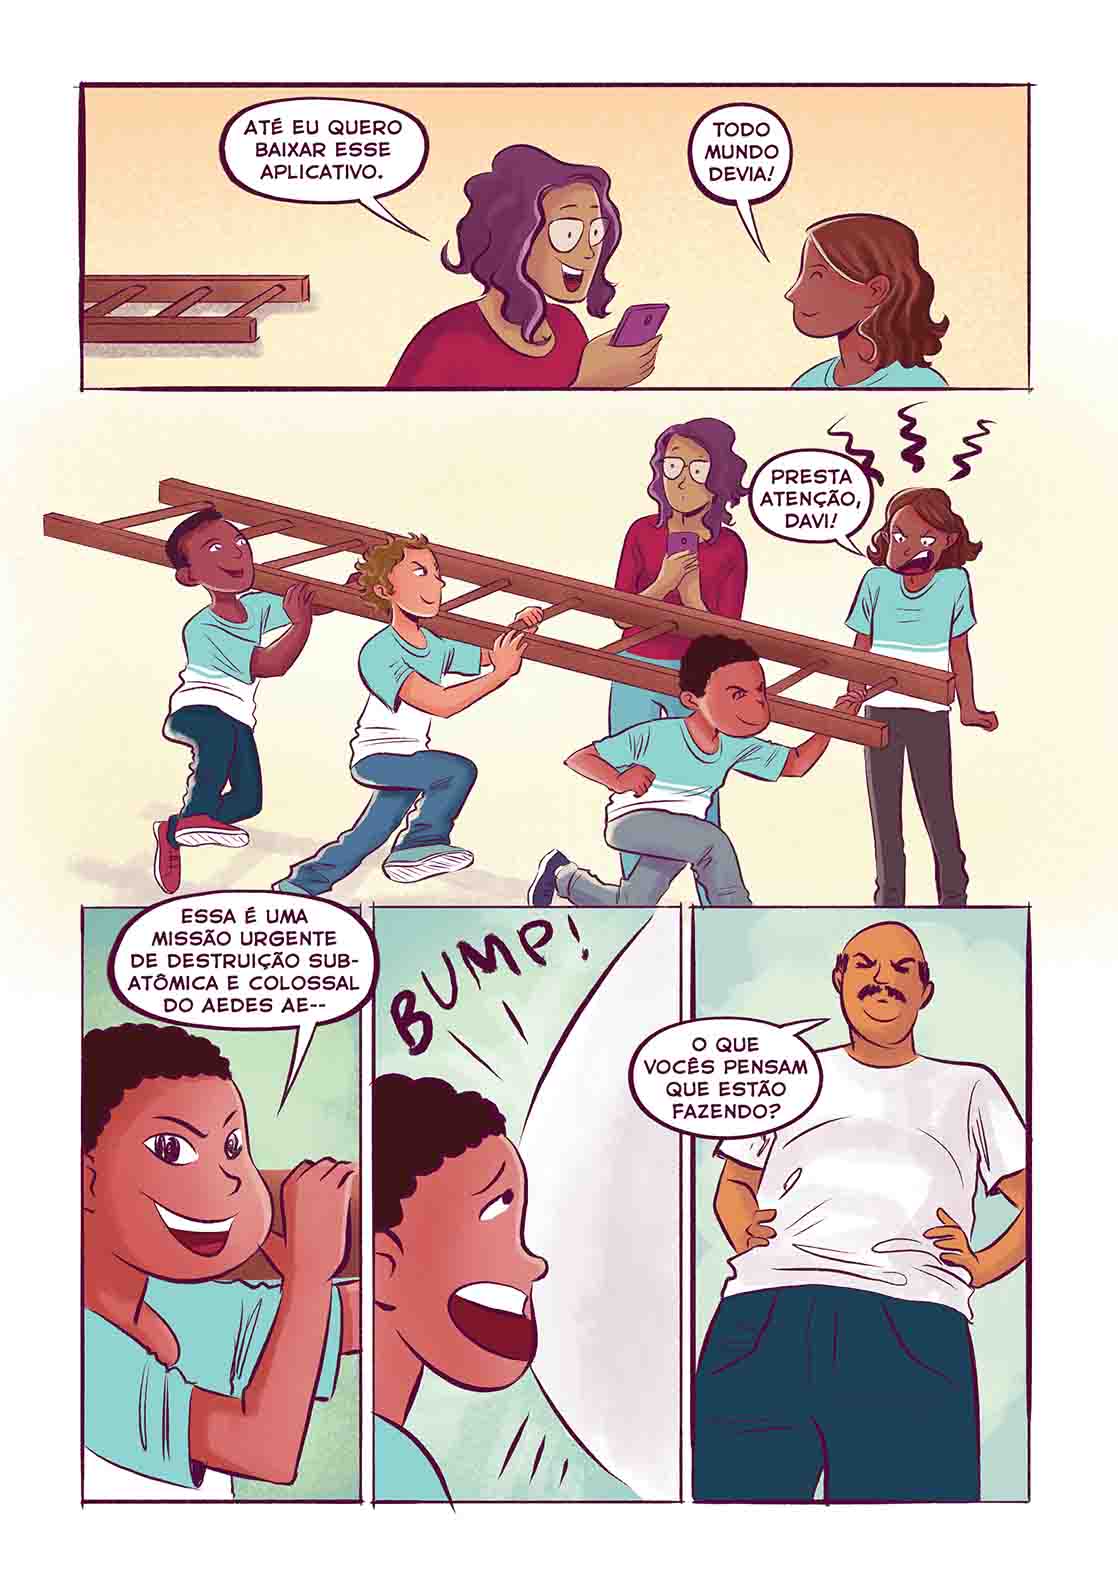 ATÉ EU QUERO
BAIXAR ESSE
APLICATIVO.
TODO
MUNDO
DEVIA!
PRESTA
ATENÇÃO,
DAVI!
ESSA É UMA
MISSÃO URGENTE
DE DESTRUIÇÃO SUB-
ATÔMICA E COLOSSAL
DO AEDES AE--
BUMP!
O QUE
VOCÊS PENSAM
QUE ESTÃO
FAZENDO?